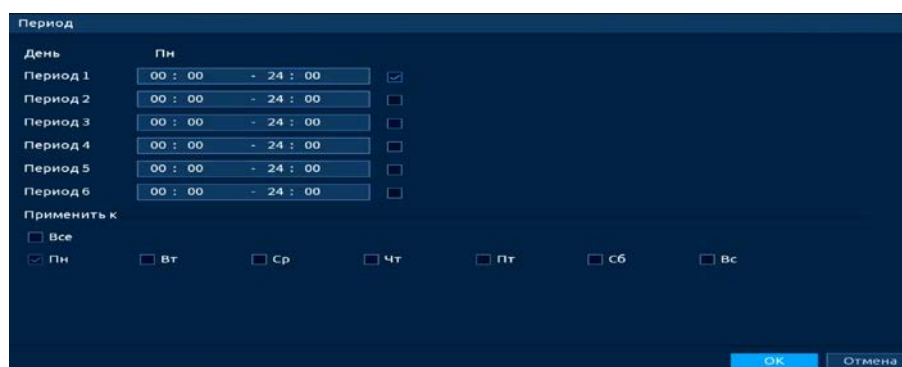 Период
День Пн
Период 1 00 : 00 - 24 : 00
Период 2 00 : 00 - 24 : 00
Период 3 00 : 00 - 24 : 00
Период 4 00 : 00 - 24 : 00
Период 5 00 : 00 - 24 : 00
Период 6 00 : 00 - 24 : 00
Применить к
Все
Пн Вт Ср Чт Пт Сб Вс
OK Отмена